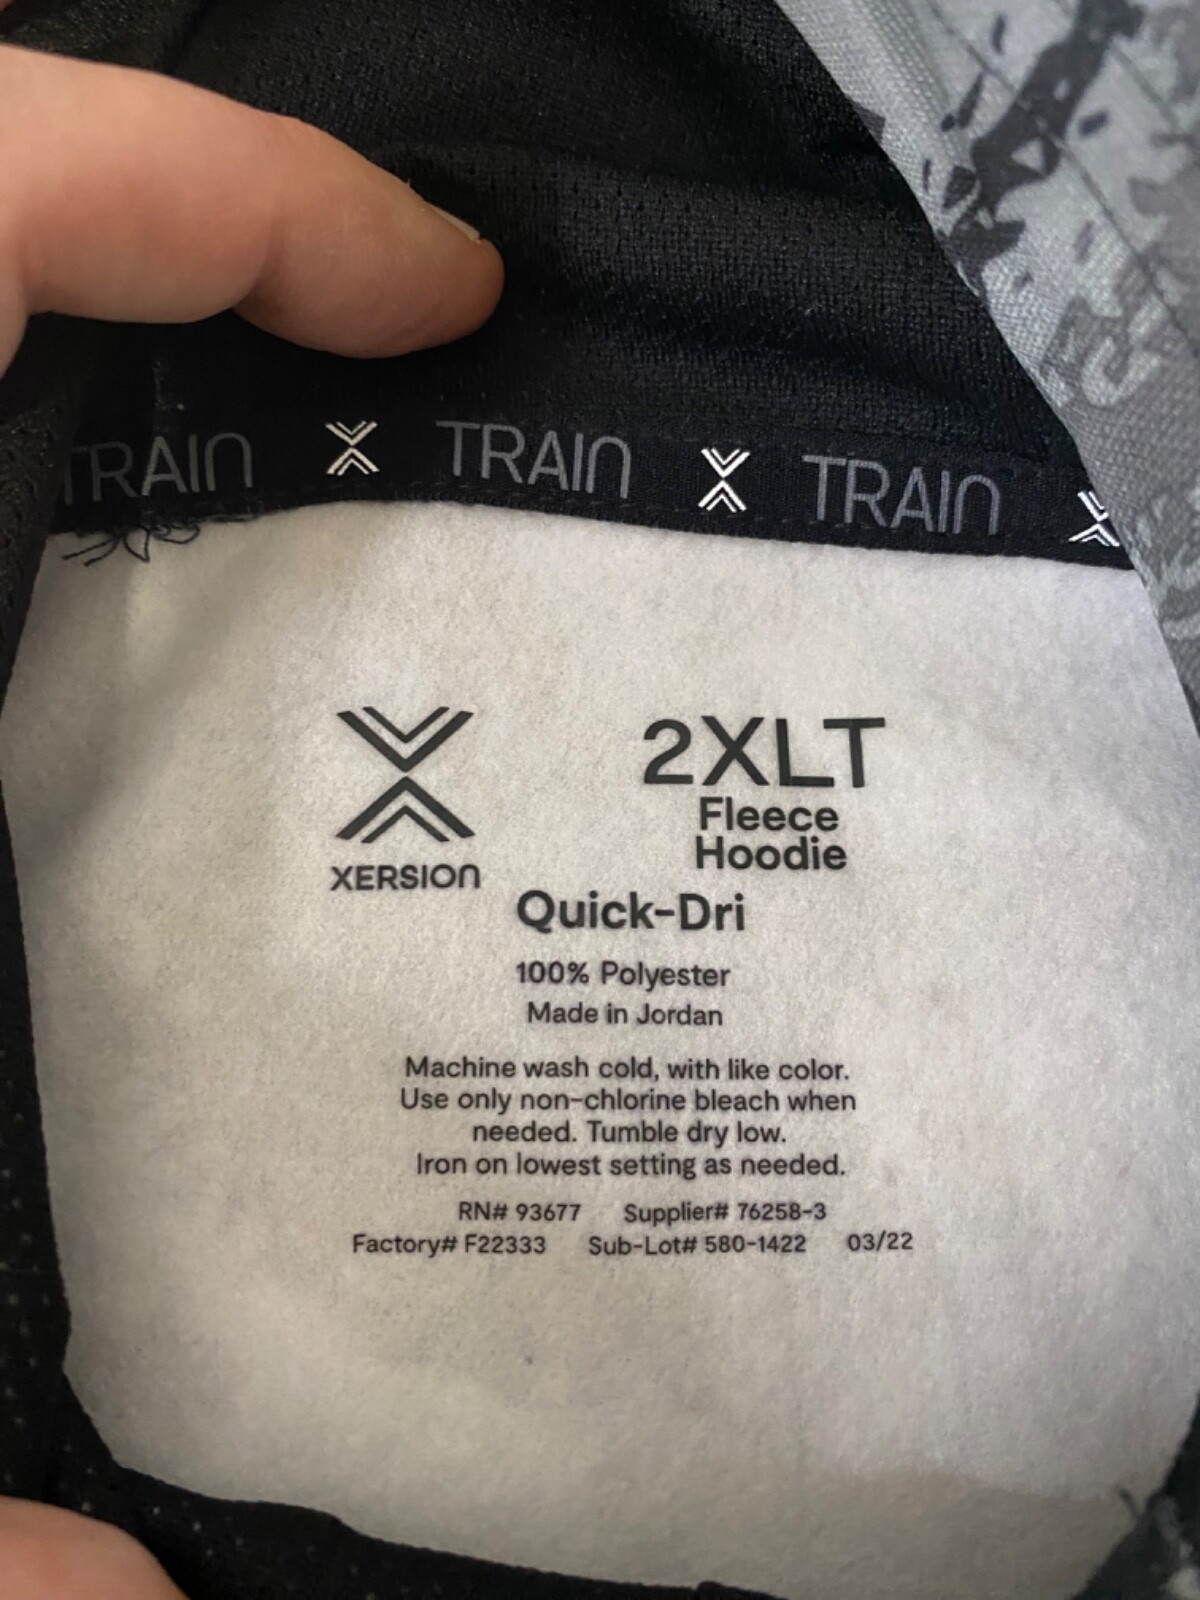 TRAIN TRAIN TRAIN
XERSION
2XLT
Fleece
Hoodie
Quick-Dri
100% Polyester
Made in Jordan
Machine wash cold, with like color.
Use only non-chlorine bleach when
needed. Tumble dry low.
Iron on lowest setting as needed.
RN# 93677 Supplier# 76258-3
Factory# F22333 Sub-Lot# 580-1422 03/22